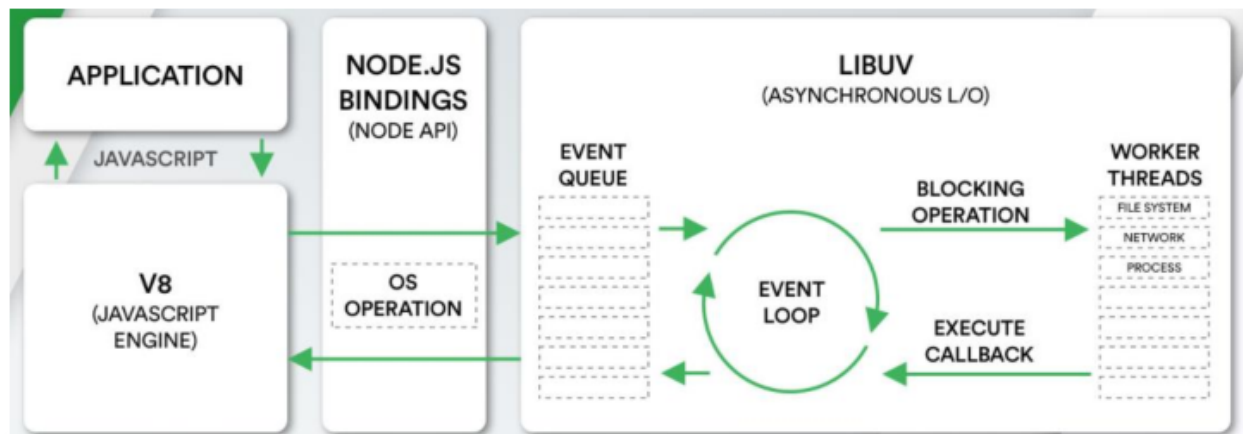 APPLICATION
JAVASCRIPT
V8
(JAVASCRIPT
ENGINE)
NODE.JS
BINDINGS
(NODE API)
OS
OPERATION
LIBUV
(ASYNCHRONOUS L/O)
EVENT
QUEUE
EVENT
LOOP
BLOCKING
OPERATION
EXECUTE
CALLBACK
WORKER
THREADS
FILE SYSTEM
NETWORK
PROCESS